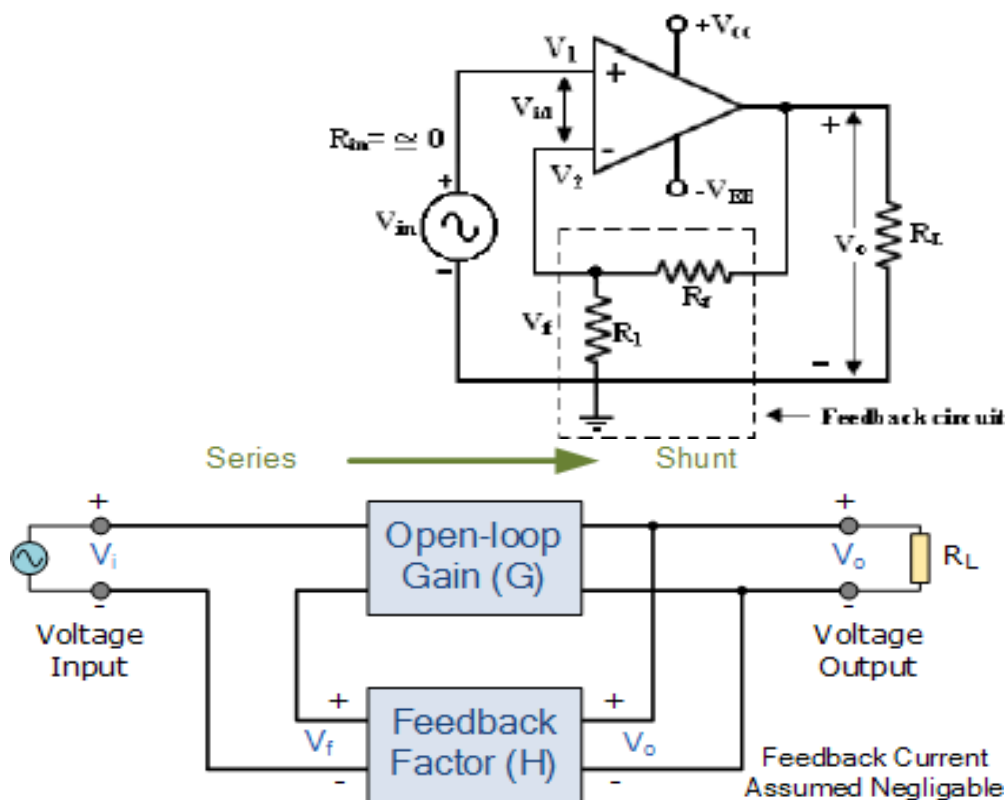 +Vcc
V1
+
Vid
Rin= ≃ 0
-
V2
+
-VEE
+
Vin
Vo
RL
-
Rf
Vf
R1
-
Feedback circuit
Series
Shunt
+
Open-loop
Gain (G)
+
Vi
Vo
RL
-
-
Voltage
Input
Voltage
Output
+
Feedback
Factor (H)
+
Vf
Vo
-
-
Feedback Current
Assumed Negligable